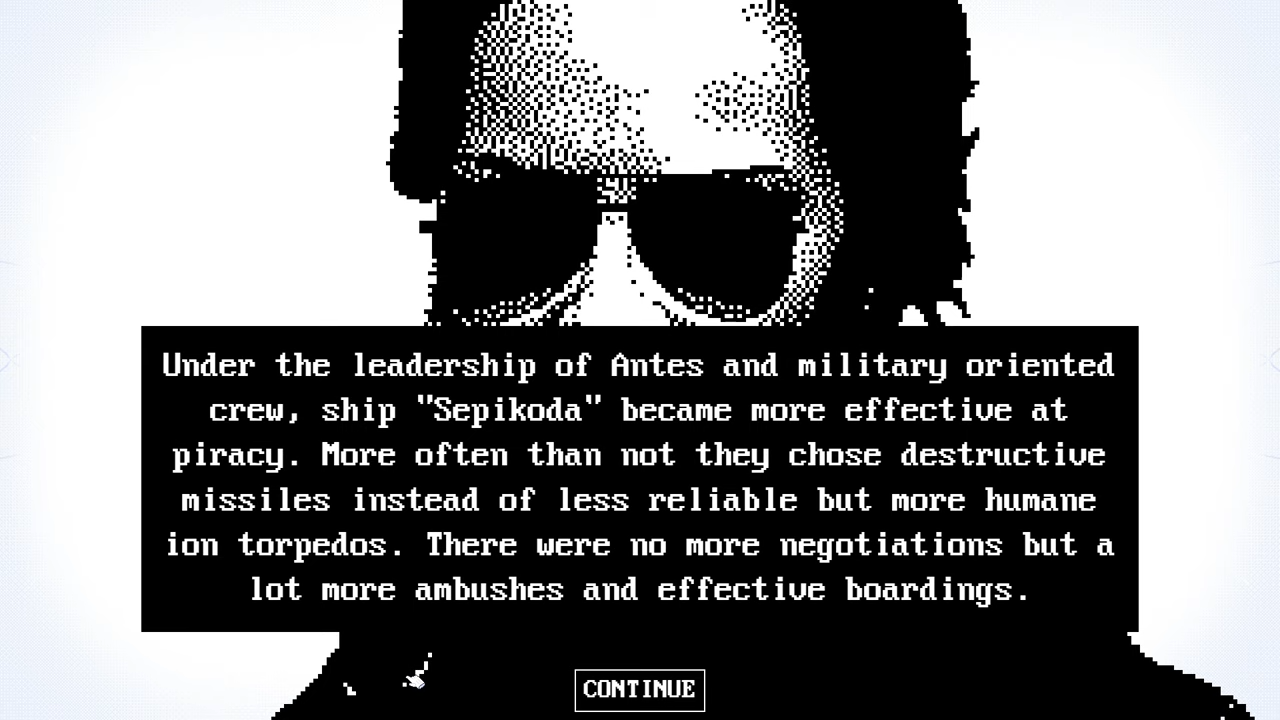 Under the leadership of Antes and military oriented
crew, ship "Sepikoda" became more effective at
piracy. More often than not they chose destructive
missiles instead of less reliable but more humane
ion torpedos. There were no more negotiations but a
lot more ambushes and effective boardings.
CONTINUE